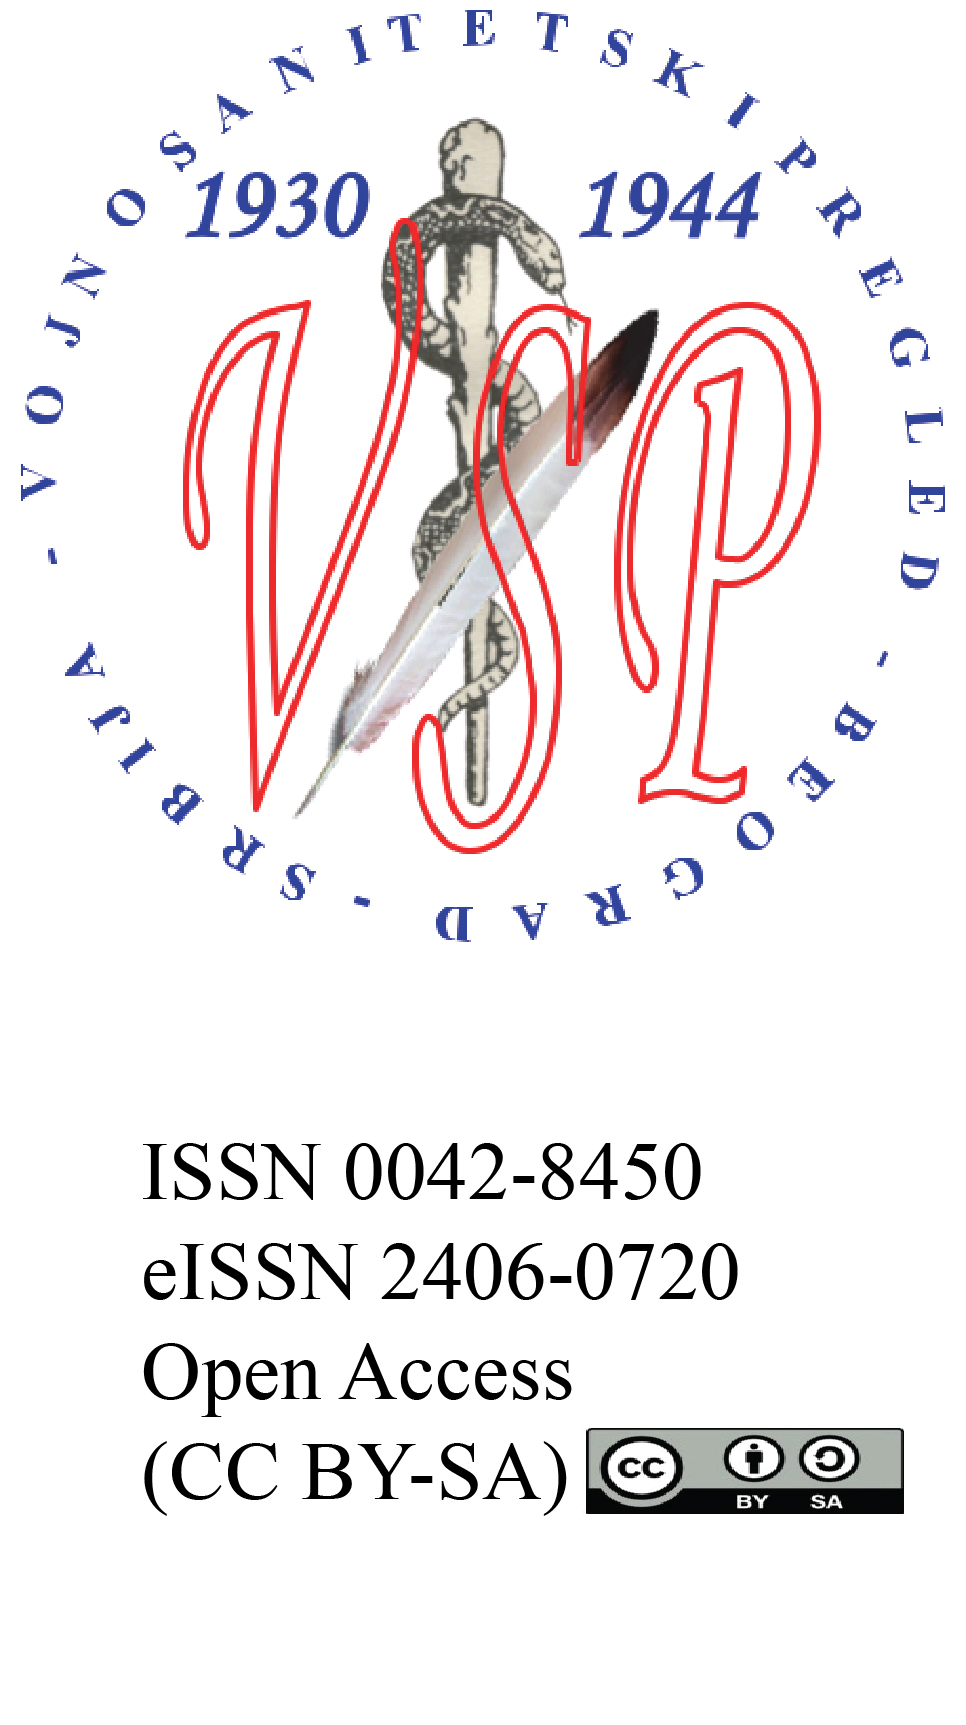 VOJNOSANITETSKI PREGLED - BEOGRAD - SRBIJA -
1930 1944
VSP
ISSN 0042-8450
eISSN 2406-0720
Open Access
(CC BY-SA) cc BY SA